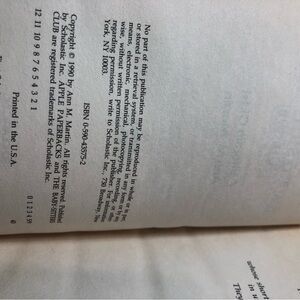 No part of this publication may be reproduced in whole or in part,
or stored in a retrieval system, or transmitted in any form or by any
means, electronic, mechanical, photocopying, recording, or
wise, without written permission of the publisher. For information
regarding permission, write to Scholastic Inc., 730 Broadway, New
York, NY 10003.
ISBN 0-590-43575-2
Copyright © 1990 by Ann M. Martin. All rights reserved. Published
by Scholastic Inc. APPLE PAPERBACKS and THE BABY-SITTERS
CLUB are registered trademarks of Scholastic Inc.
12 11 10 9 8 7 6 5 4 3 2 1
Printed in the U.S.A.
whose short
in
They